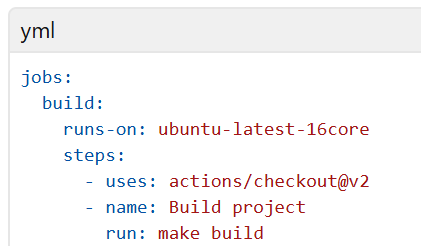 yml
jobs:
  build:
    runs-on: ubuntu-latest-16core
    steps:
      - uses: actions/checkout@v2
      - name: Build project
        run: make build